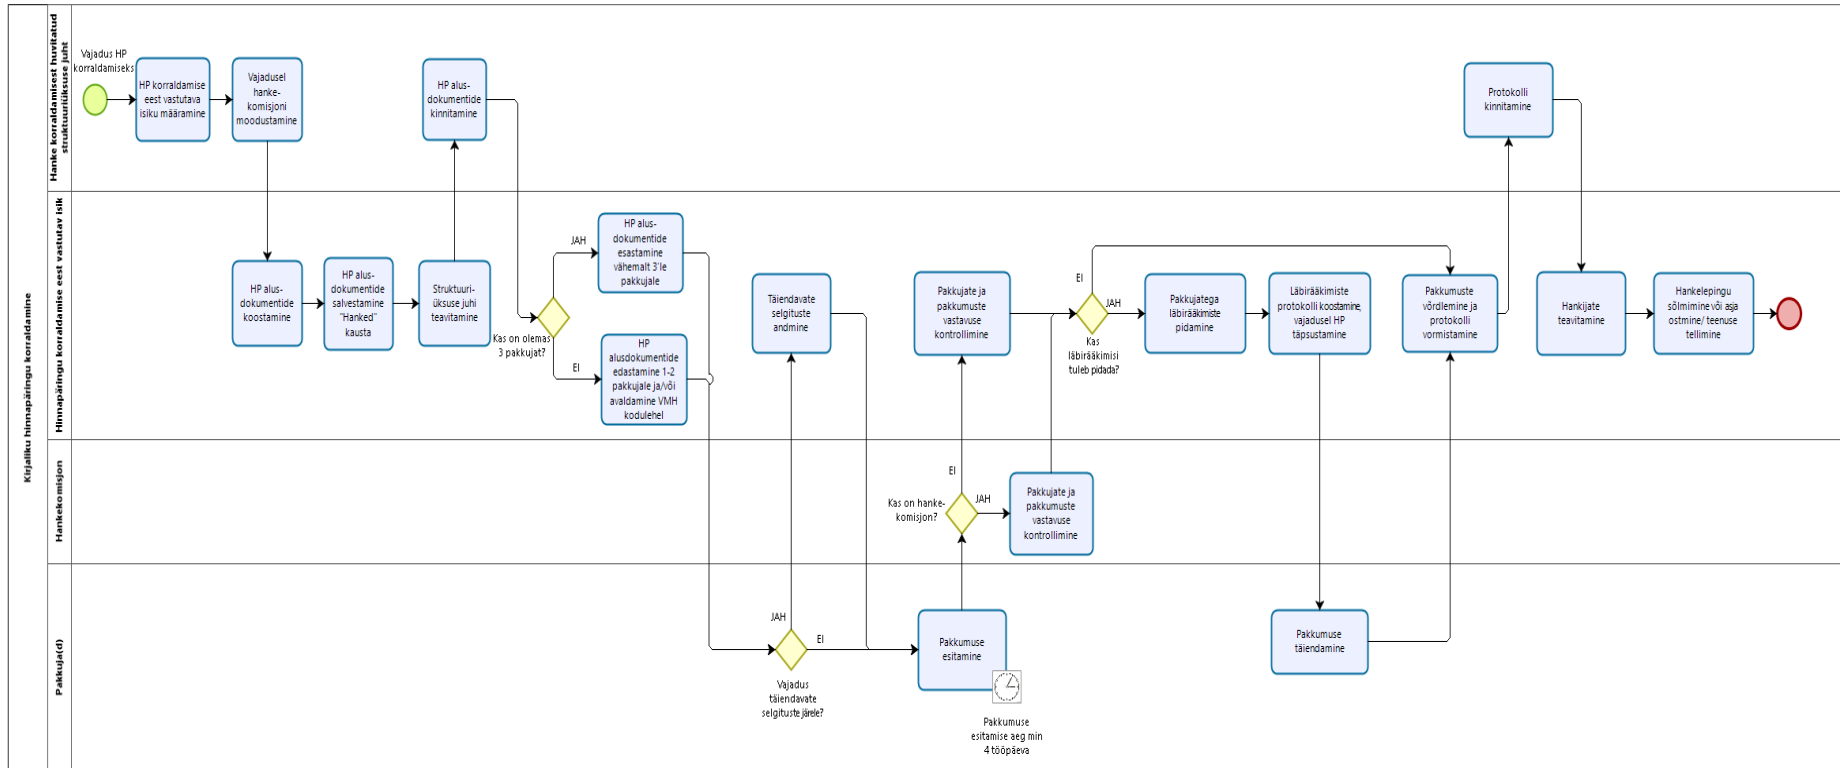 Kirjaliku hinnapäringu korraldamine
Hanke korraldamisest huvitatud
struktuuriüksuse juht
Vajadus HP
korraldamiseks
HP korraldamise
eest vastutava
isiku määramine
Vajadusel
hanke-
komisjoni
moodustamine
HP alus-
dokumentide
kinnitamine
Protokolli
kinnitamine
Hinnapäringu korraldamise eest vastutav isik
HP alus-
dokumentide
koostamine
HP alus-
dokumentide
salvestamine
"Hanked"
kausta
Struktuuri-
üksuse juhi
teavitamine
Kas on olemas
3 pakkujat?
JAH
HP alus-
dokumentide
esastamine
vähemalt 3'le
pakkujale
EI
HP
alusdokumentide
edastamine 1-2
pakkujale ja/või
avaldamine VMH
kodulehel
Täiendavate
selgituste
andmine
Pakkujate ja
pakkumuste
vastavuse
kontrollimine
EI
JAH
Kas
läbirääkimisi
tuleb pidada?
Pakkujatega
läbirääkimiste
pidamine
Läbirääkimiste
protokolli koostamine,
vajadusel HP
täpsustamine
Pakkumuste
võrdlemine ja
protokolli
vormistamine
Hankijate
teavitamine
Hankelepingu
sõlmimine või asja
ostmine/ teenuse
tellimine
Hankekomisjon
EI
Kas on hanke-
komisjon?
JAH
Pakkujate ja
pakkumuste
vastavuse
kontrollimine
Pakkuja(d)
JAH
EI
Vajadus
täiendavate
selgituste järele?
Pakkumuse
esitamine
Pakkumuse
esitamise aeg min
4 tööpäeva
Pakkumuse
täiendamine